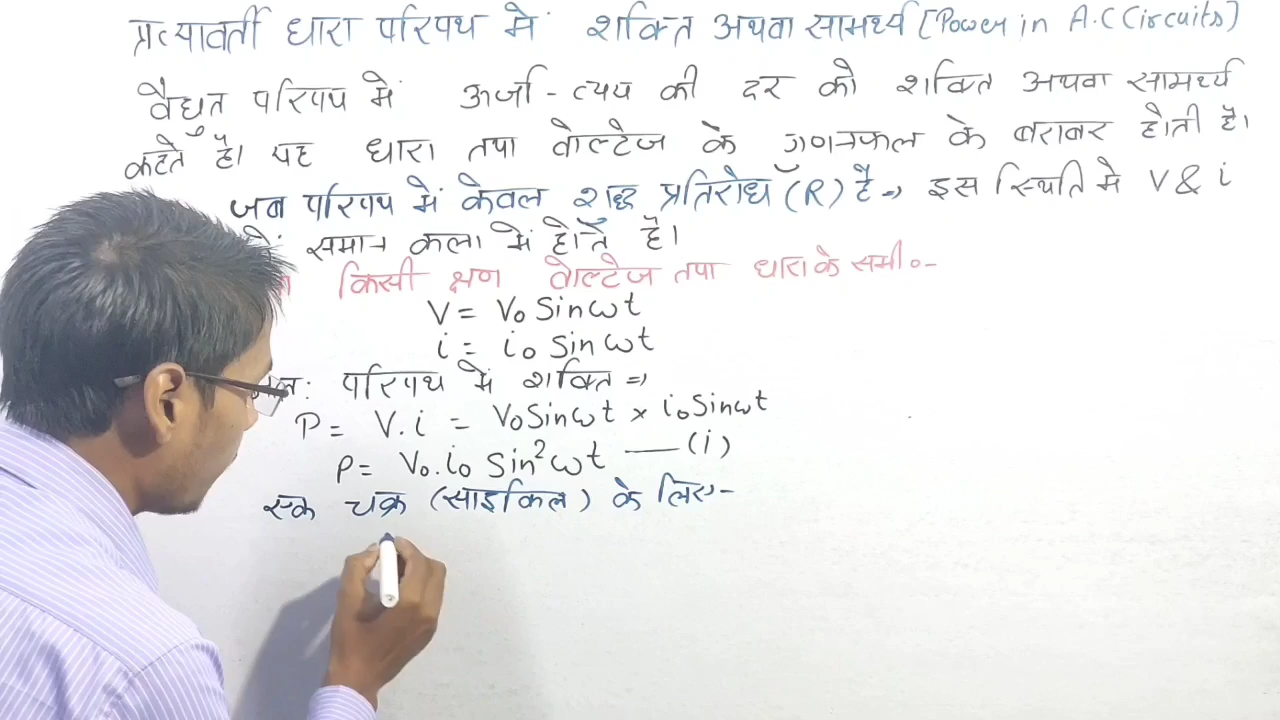 प्रत्यावर्ती धारा परिपथ में शक्ति अथवा सामर्थ्य [Power in A.C Circuits)
वैद्युत परिपथ में ऊर्जा - व्यय की दर को शक्ति अथवा सामर्थ्य
कहते हैं। यह धारा तथा वोल्टेज के गुणनफल के बराबर होती है।
जब परिपथ में केवल शुद्ध प्रतिरोध (R) है ⇒ इस स्थिति मे V & i
समान कला में होते हैं।
किसी क्षण वोल्टेज तथा धारा के समी०-
V = V₀ Sinωt
i = i₀ Sinωt
परिपथ में शक्ति ⇒
P = V.i = V₀Sinωt × i₀Sinωt
P = V₀.i₀ Sin²ωt —— (i)
एक चक्र (साइकिल) के लिए-